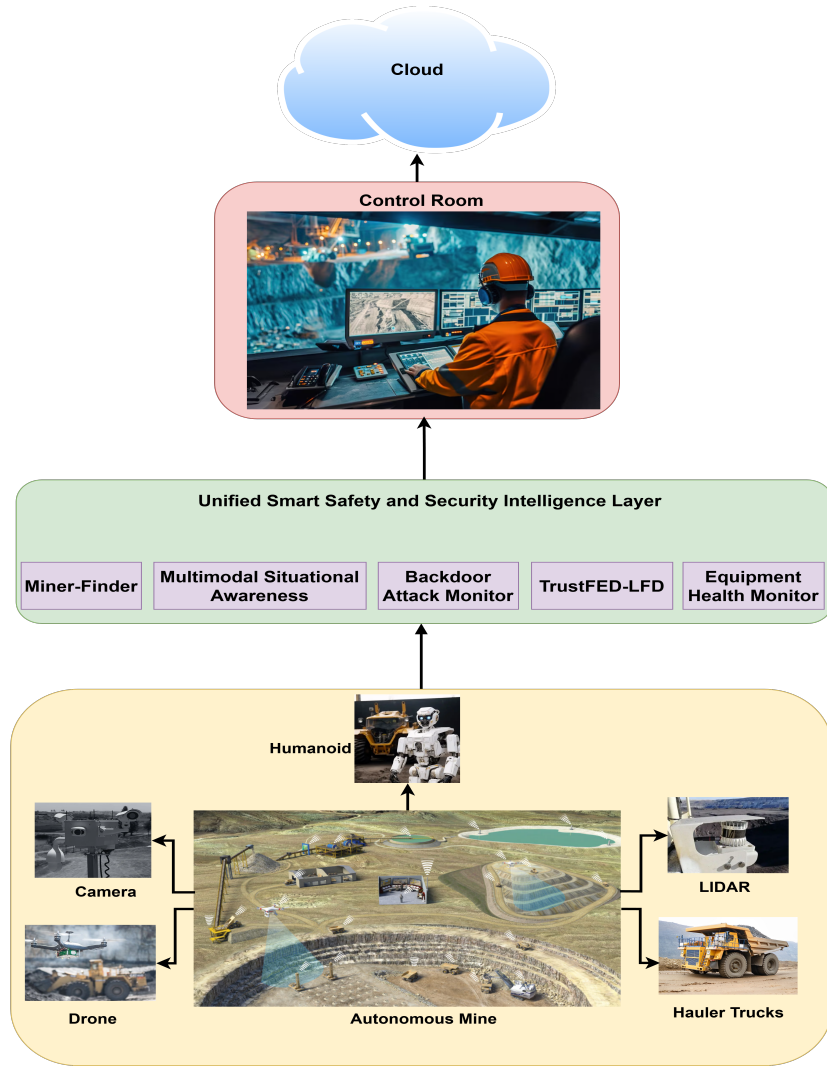 Cloud
Control Room
Unified Smart Safety and Security Intelligence Layer
Miner-Finder
Multimodal Situational
Awareness
Backdoor
Attack Monitor
TrustFED-LFD
Equipment
Health Monitor
Humanoid
Camera
LIDAR
Drone
Autonomous Mine
Hauler Trucks